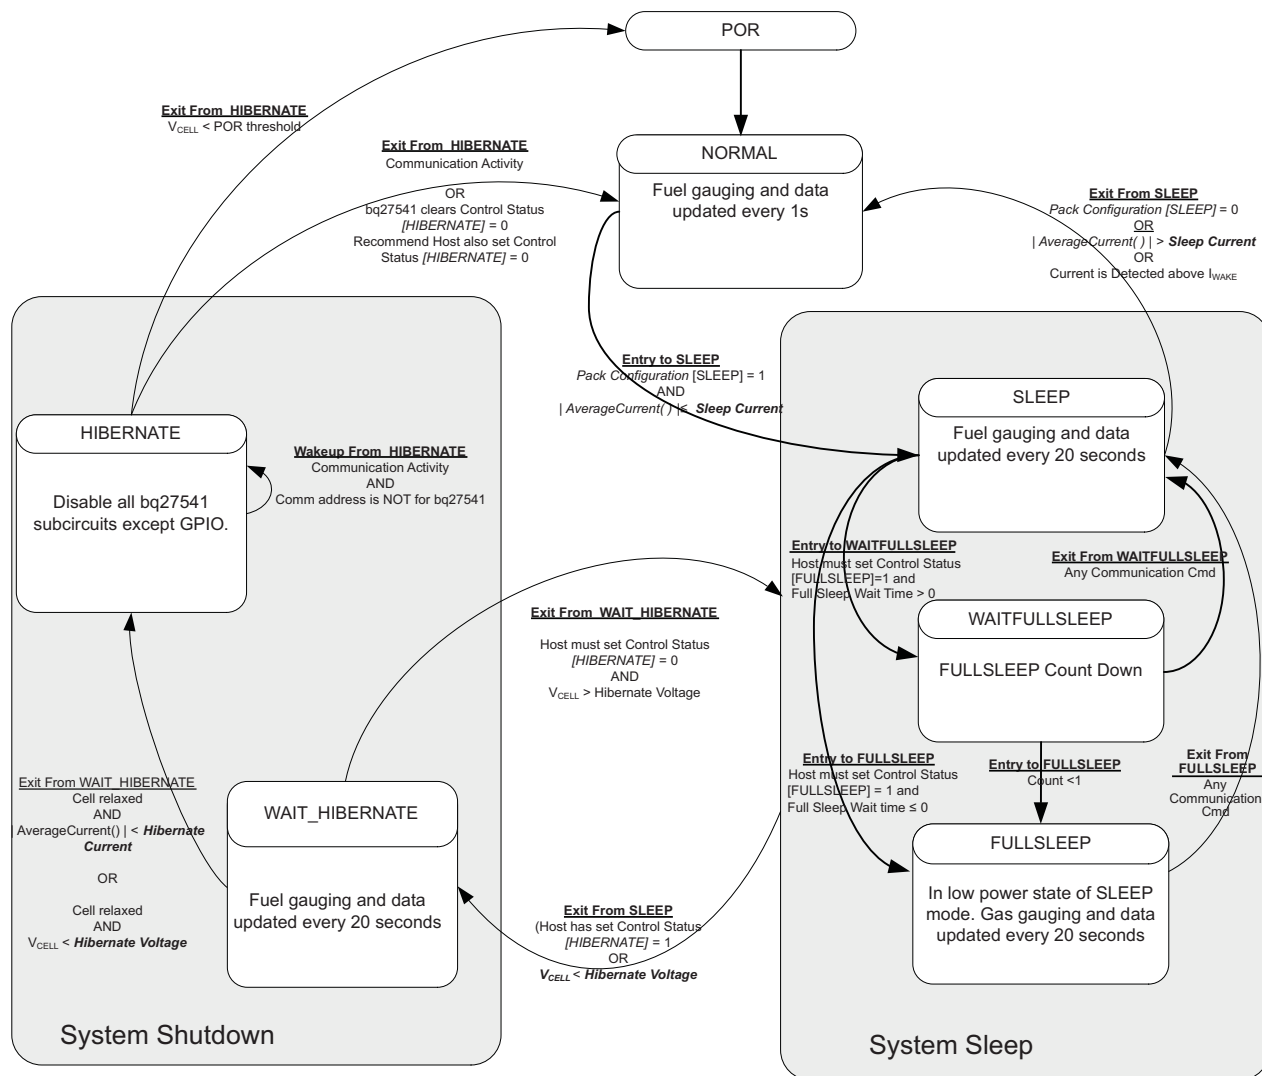 POR
Exit From HIBERNATE
VCELL < POR threshold
Exit From HIBERNATE
Communication Activity
OR
bq27541 clears Control Status
[HIBERNATE] = 0
Recommend Host also set Control
Status [HIBERNATE] = 0
NORMAL
Fuel gauging and data
updated every 1s
Exit From SLEEP
Pack Configuration [SLEEP] = 0
OR
| AverageCurrent( ) | > Sleep Current
OR
Current is Detected above IWAKE
Entry to SLEEP
Pack Configuration [SLEEP] = 1
AND
| AverageCurrent( ) | ≤ Sleep Current
HIBERNATE
Disable all bq27541
subcircuits except GPIO.
Wakeup From HIBERNATE
Communication Activity
AND
Comm address is NOT for bq27541
SLEEP
Fuel gauging and data
updated every 20 seconds
Entry to WAITFULLSLEEP
Host must set Control Status
[FULLSLEEP]=1 and
Full Sleep Wait Time > 0
Exit From WAITFULLSLEEP
Any Communication Cmd
WAITFULLSLEEP
FULLSLEEP Count Down
Exit From WAIT_HIBERNATE
Host must set Control Status
[HIBERNATE] = 0
AND
VCELL > Hibernate Voltage
Entry to FULLSLEEP
Host must set Control Status
[FULLSLEEP] = 1 and
Full Sleep Wait time ≤ 0
Entry to FULLSLEEP
Count <1
Exit From
FULLSLEEP
Any
Communication
Cmd
Exit From WAIT_HIBERNATE
Cell relaxed
AND
| AverageCurrent() | < Hibernate
Current
OR
Cell relaxed
AND
VCELL < Hibernate Voltage
WAIT_HIBERNATE
Fuel gauging and data
updated every 20 seconds
FULLSLEEP
In low power state of SLEEP
mode. Gas gauging and data
updated every 20 seconds
Exit From SLEEP
(Host has set Control Status
[HIBERNATE] = 1
OR
VCELL < Hibernate Voltage
System Shutdown
System Sleep